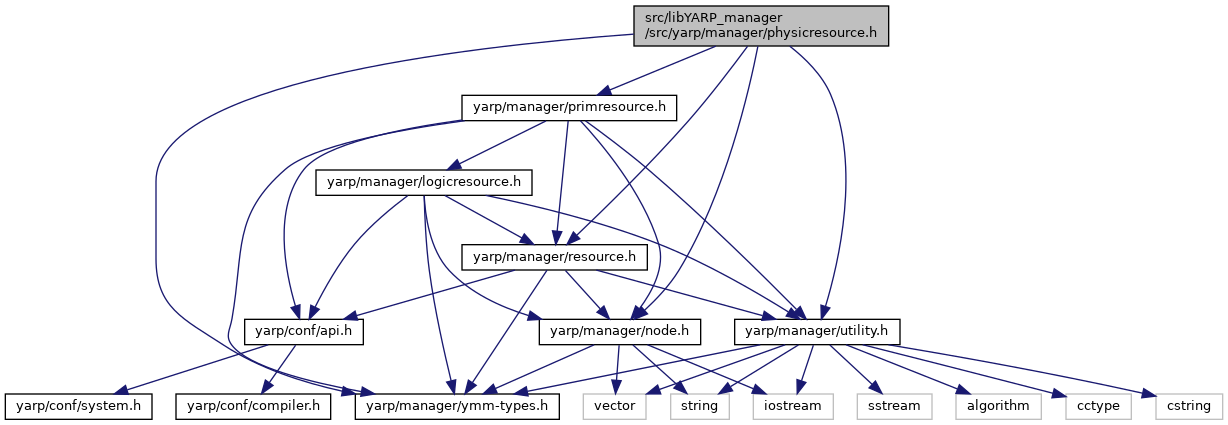 src/libYARP_manager
/src/yarp/manager/physicresource.h
yarp/manager/primresource.h
yarp/manager/logicresource.h
yarp/manager/resource.h
yarp/conf/api.h
yarp/manager/node.h
yarp/manager/utility.h
yarp/conf/system.h
yarp/conf/compiler.h
yarp/manager/ymm-types.h
vector
string
iostream
sstream
algorithm
cctype
cstring